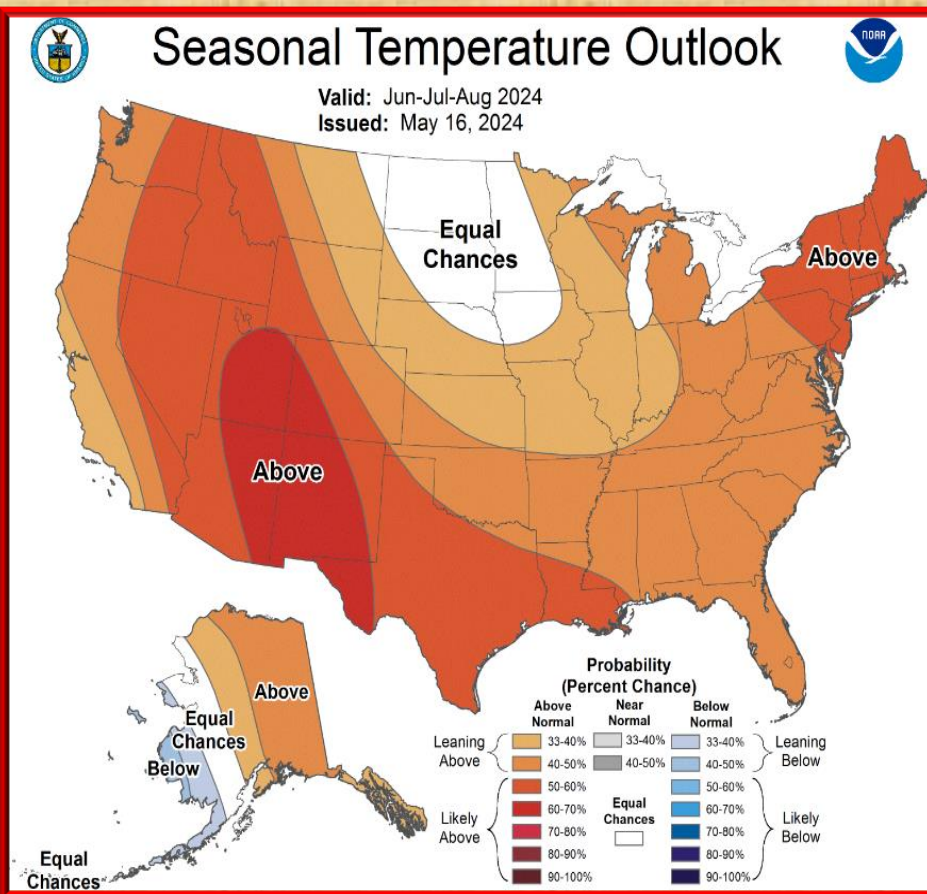 Seasonal Temperature Outlook
NOAA
Valid: Jun-Jul-Aug 2024
Issued: May 16, 2024
Equal
Chances
Above
Above
Above
Equal
Chances
Below
Equal
Chances
Probability
(Percent Chance)
Above
Normal
Near
Normal
Below
Normal
Leaning
Above
33-40%
40-50%
33-40%
40-50%
33-40%
40-50%
Leaning
Below
Likely
Above
50-60%
60-70%
70-80%
80-90%
90-100%
Equal
Chances
50-60%
60-70%
70-80%
80-90%
90-100%
Likely
Below